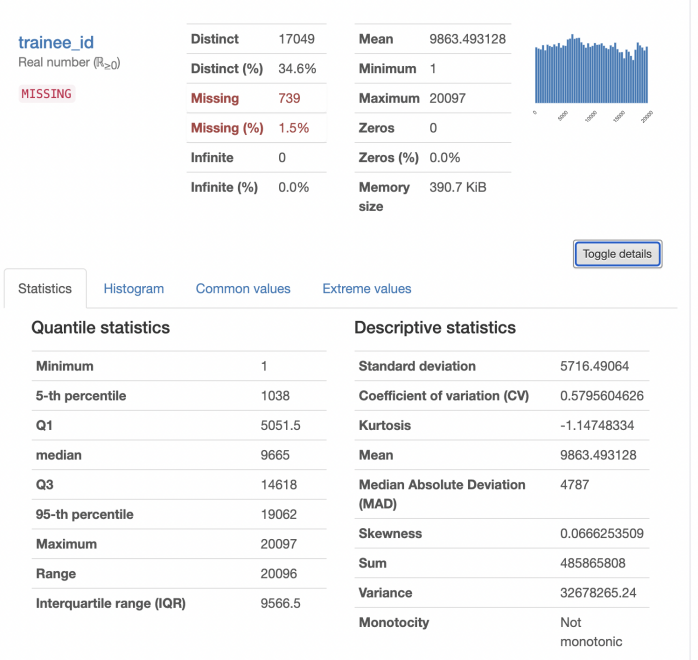 trainee_id
Real number (ℝ≥0)
MISSING
Distinct 17049
Distinct (%) 34.6%
Missing 739
Missing (%) 1.5%
Infinite 0
Infinite (%) 0.0%
Mean 9863.493128
Minimum 1
Maximum 20097
Zeros 0
Zeros (%) 0.0%
Memory 390.7 KiB
size
0 5000 10000 15000 20000
Toggle details
Statistics Histogram Common values Extreme values
Quantile statistics
Minimum 1
5-th percentile 1038
Q1 5051.5
median 9665
Q3 14618
95-th percentile 19062
Maximum 20097
Range 20096
Interquartile range (IQR) 9566.5
Descriptive statistics
Standard deviation 5716.49064
Coefficient of variation (CV) 0.5795604626
Kurtosis -1.14748334
Mean 9863.493128
Median Absolute Deviation 4787
(MAD)
Skewness 0.0666253509
Sum 485865808
Variance 32678265.24
Monotocity Not
monotonic